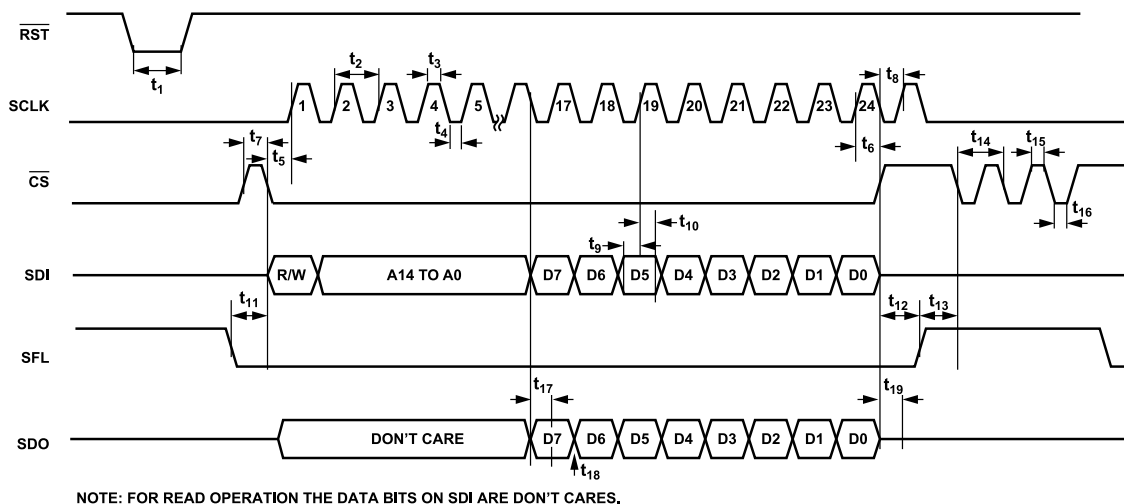 RST
t1
SCLK
t2
t3
t8
1 2 3 4 5 17 18 19 20 21 22 23 24
t4
t6
t7
t5
CS
t14
t15
t16
t9
t10
SDI
R/W A14 TO A0 D7 D6 D5 D4 D3 D2 D1 D0
t11
t12 t13
SFL
t17
t19
SDO
DON'T CARE D7 D6 D5 D4 D3 D2 D1 D0
t18
NOTE: FOR READ OPERATION THE DATA BITS ON SDI ARE DON'T CARES.